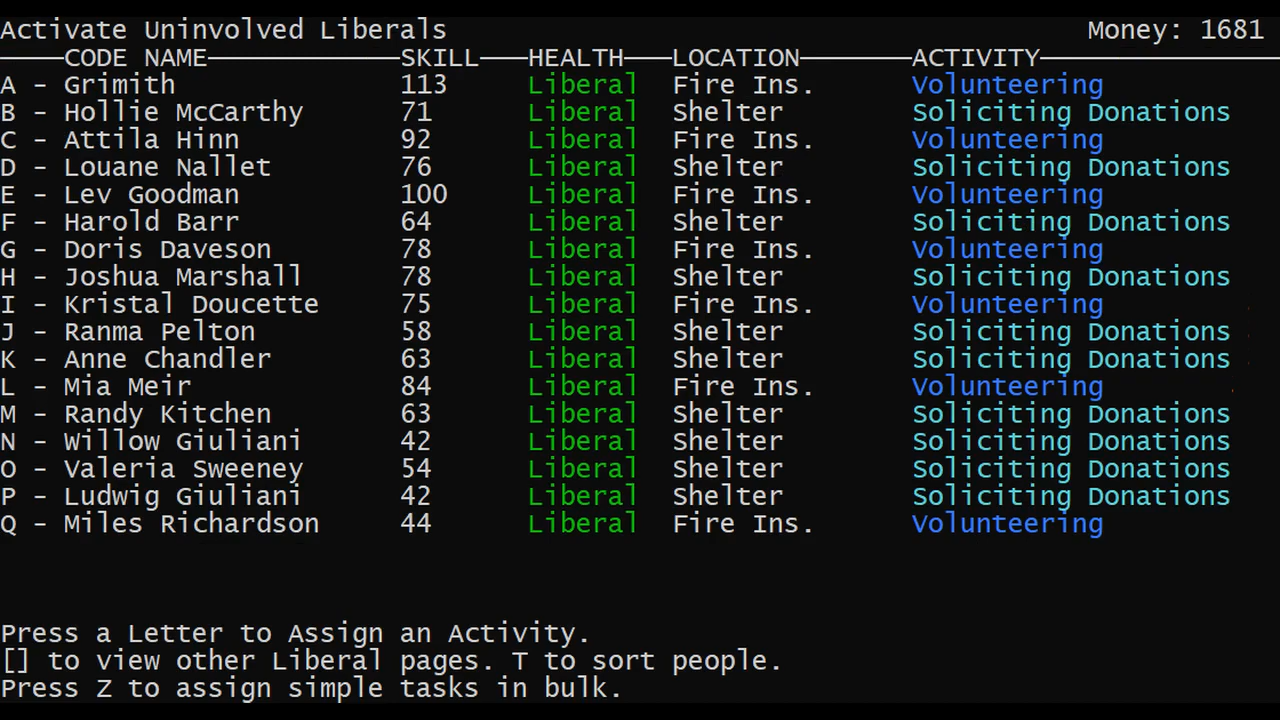 Activate Uninvolved Liberals Money: 1681
CODE NAME SKILL HEALTH LOCATION ACTIVITY
A - Grimith 113 Liberal Fire Ins. Volunteering
B - Hollie McCarthy 71 Liberal Shelter Soliciting Donations
C - Attila Hinn 92 Liberal Fire Ins. Volunteering
D - Louane Nallet 76 Liberal Shelter Soliciting Donations
E - Lev Goodman 100 Liberal Fire Ins. Volunteering
F - Harold Barr 64 Liberal Shelter Soliciting Donations
G - Doris Daveson 78 Liberal Fire Ins. Volunteering
H - Joshua Marshall 78 Liberal Shelter Soliciting Donations
I - Kristal Doucette 75 Liberal Fire Ins. Volunteering
J - Ranma Pelton 58 Liberal Shelter Soliciting Donations
K - Anne Chandler 63 Liberal Shelter Soliciting Donations
L - Mia Meir 84 Liberal Fire Ins. Volunteering
M - Randy Kitchen 63 Liberal Shelter Soliciting Donations
N - Willow Giuliani 42 Liberal Shelter Soliciting Donations
O - Valeria Sweeney 54 Liberal Shelter Soliciting Donations
P - Ludwig Giuliani 42 Liberal Shelter Soliciting Donations
Q - Miles Richardson 44 Liberal Fire Ins. Volunteering
Press a Letter to Assign an Activity.
[] to view other Liberal pages. T to sort people.
Press Z to assign simple tasks in bulk.